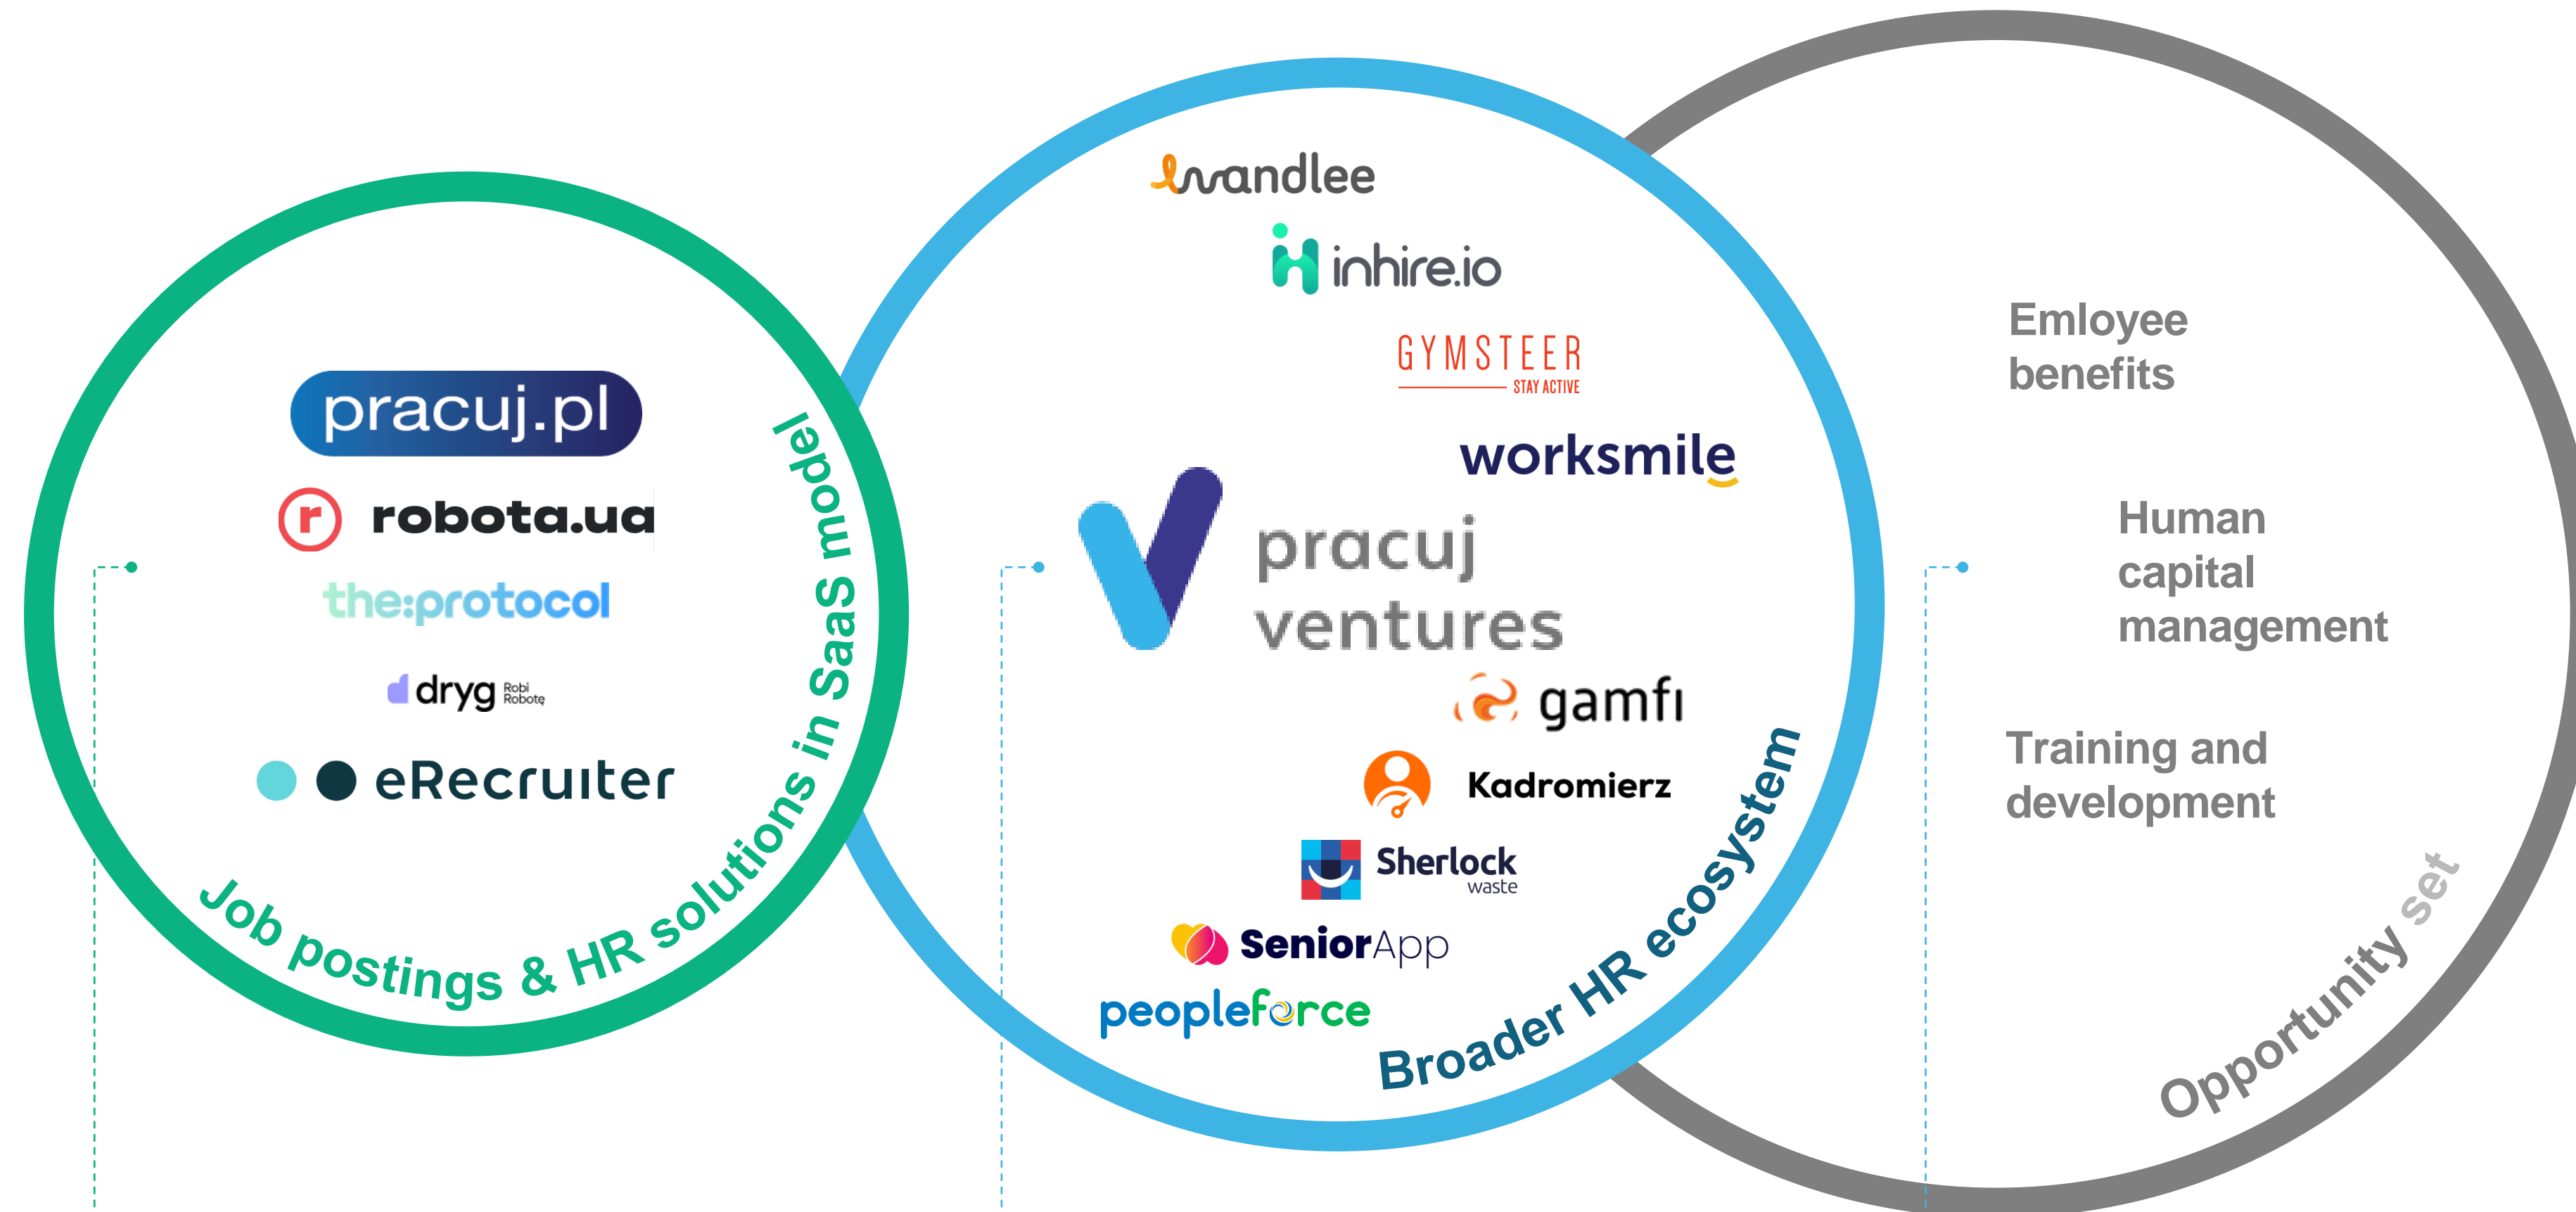 pracuj.pl
r robota.ua
the:protocol
dryg Robi
Robotę
eRecruiter
Job postings & HR solutions in SaaS model
wandlee
inhire.io
GYMSTEER
STAY ACTIVE
worksmile
pracuj
ventures
gamfi
Kadromierz
Sherlock
waste
SeniorApp
peopleforce
Broader HR ecosystem
Emloyee
benefits
Human
capital
management
Training and
development
Opportunity set